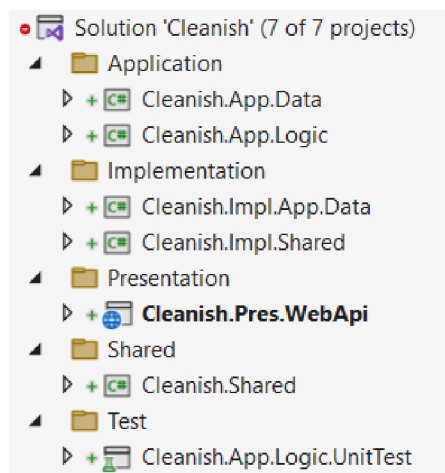 Solution 'Cleanish' (7 of 7 projects)
Application
C# Cleanish.App.Data
C# Cleanish.App.Logic
Implementation
C# Cleanish.Impl.App.Data
C# Cleanish.Impl.Shared
Presentation
Cleanish.Pres.WebApi
Shared
C# Cleanish.Shared
Test
Cleanish.App.Logic.UnitTest